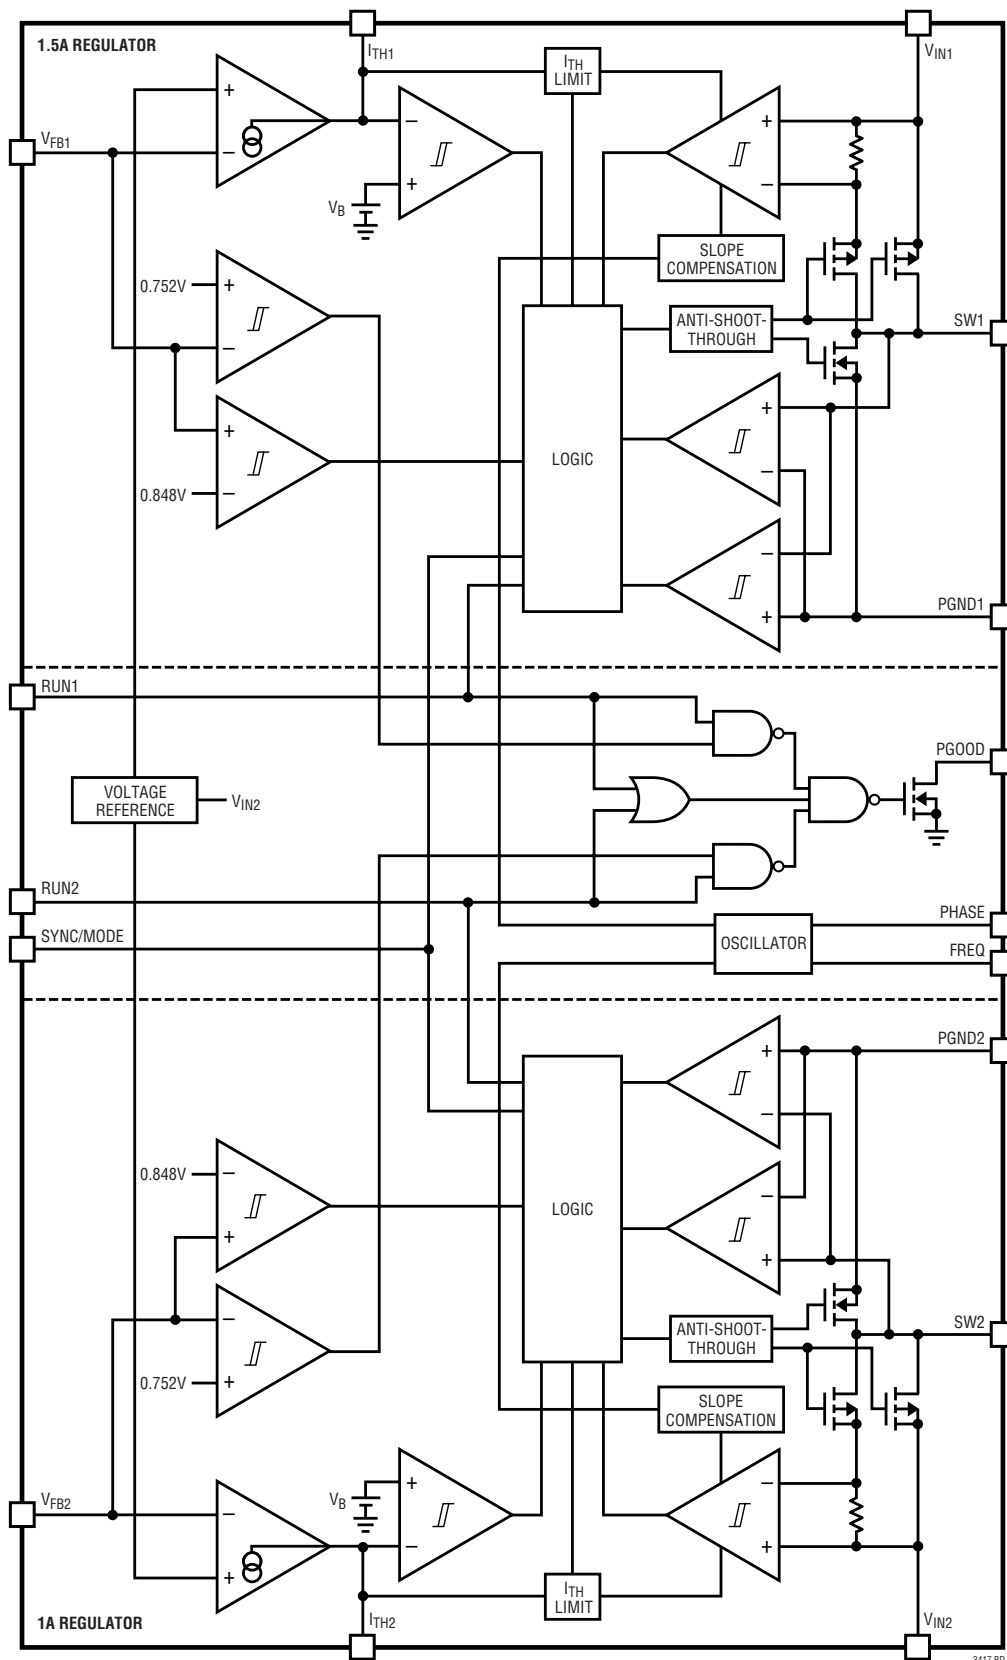 1.5A REGULATOR
ITH1
VIN1
ITH
LIMIT
+
+
VFB1
−
−
−
+
VB
SLOPE
COMPENSATION
0.752V
+
−
ANTI-SHOOT-
THROUGH
SW1
+
+
LOGIC
−
0.848V
−
−
+
PGND1
RUN1
PGOOD
VOLTAGE
REFERENCE
VIN2
RUN2
SYNC/MODE
PHASE
OSCILLATOR
FREQ
PGND2
+
−
0.848V
−
+
LOGIC
−
+
−
ANTI-SHOOT-
THROUGH
SW2
0.752V
+
SLOPE
COMPENSATION
VFB2
−
VB
+
−
−
+
+
ITH
LIMIT
1A REGULATOR
ITH2
VIN2
3417 BD